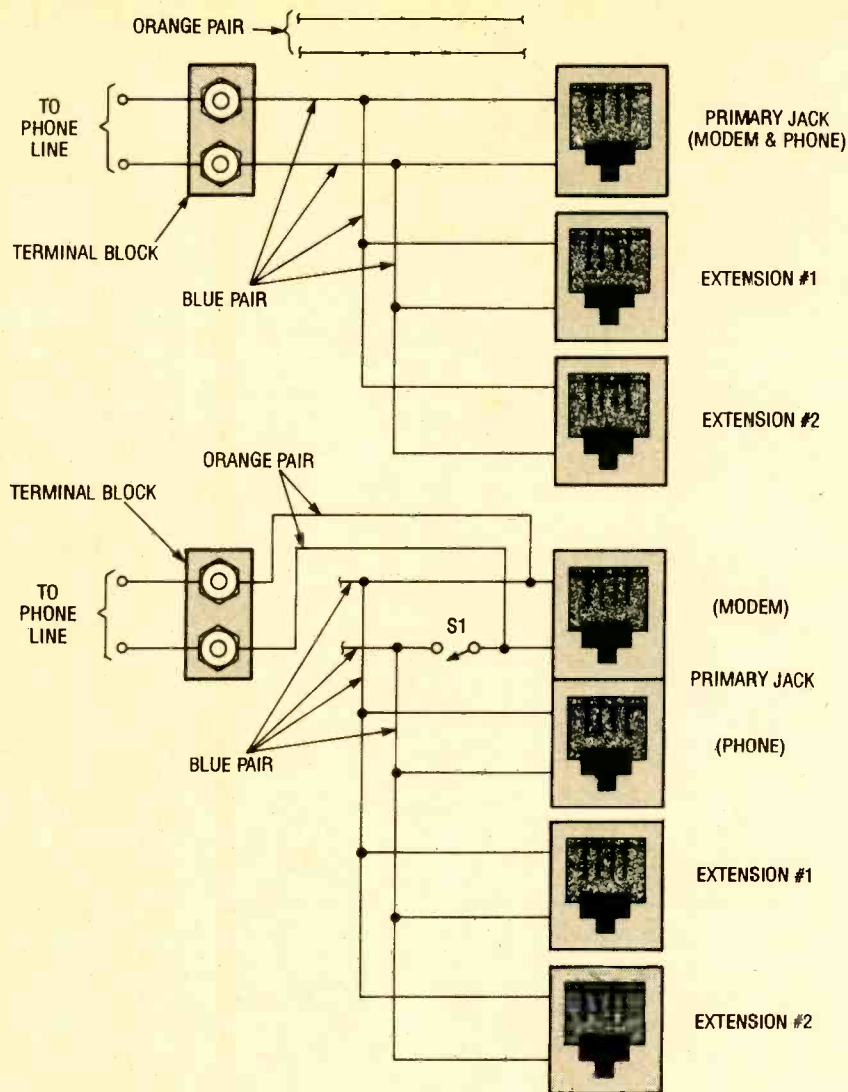 ORANGE PAIR
TO
PHONE
LINE
PRIMARY JACK
(MODEM & PHONE)
TERMINAL BLOCK
BLUE PAIR
EXTENSION #1
EXTENSION #2
ORANGE PAIR
TERMINAL BLOCK
TO
PHONE
LINE
S1
(MODEM)
PRIMARY JACK
(PHONE)
BLUE PAIR
EXTENSION #1
EXTENSION #2